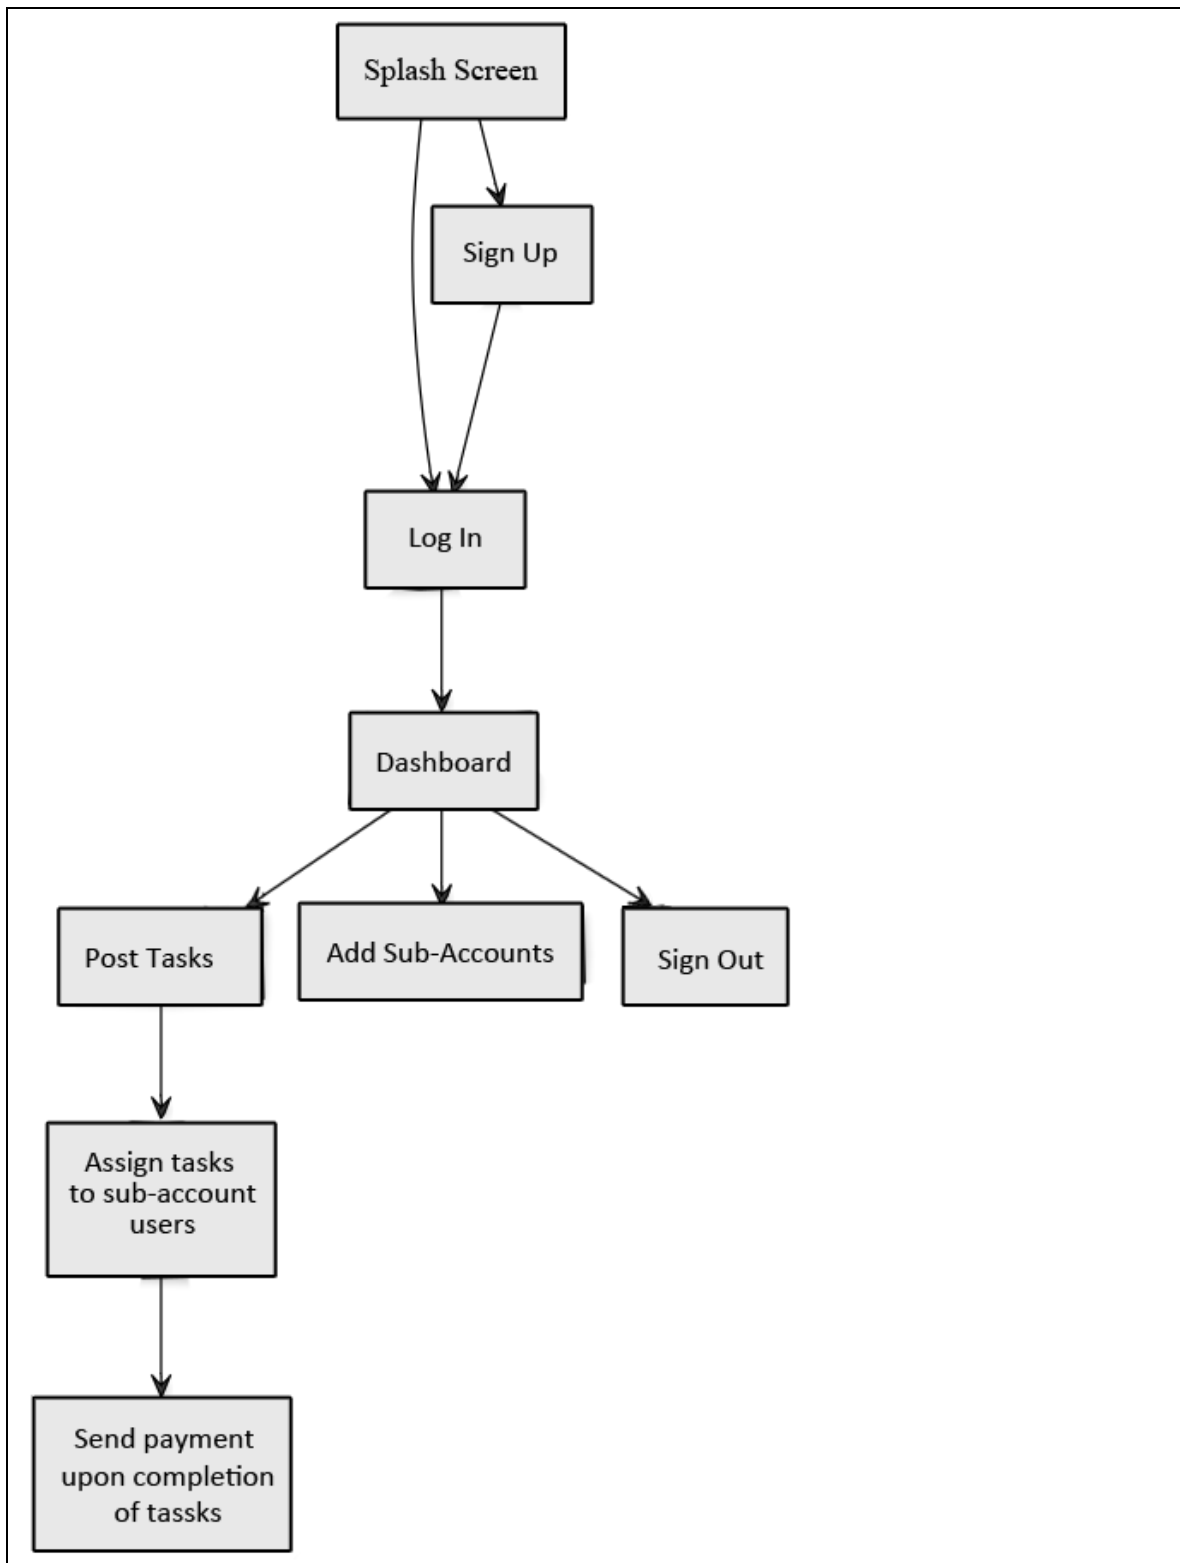 Splash Screen
Sign Up
Log In
Dashboard
Post Tasks
Add Sub-Accounts
Sign Out
Assign tasks
to sub-account
users
Send payment
upon completion
of tassks